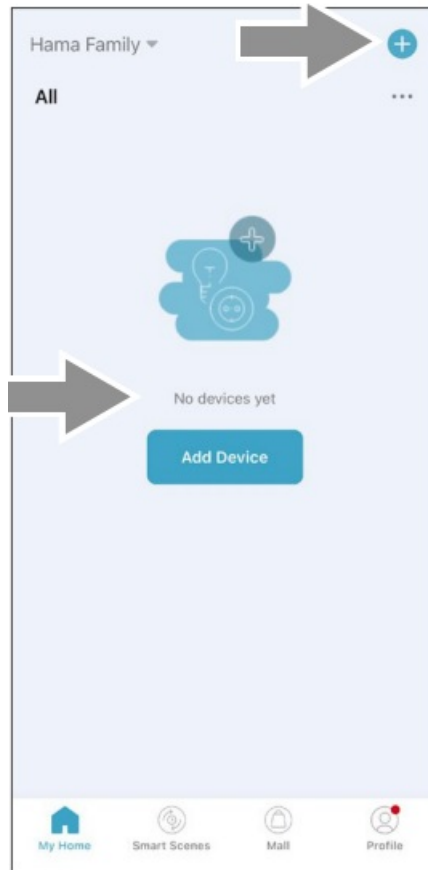 Hama Family
All
No devices yet
Add Device
My Home
Smart Scenes
Mall
Profile